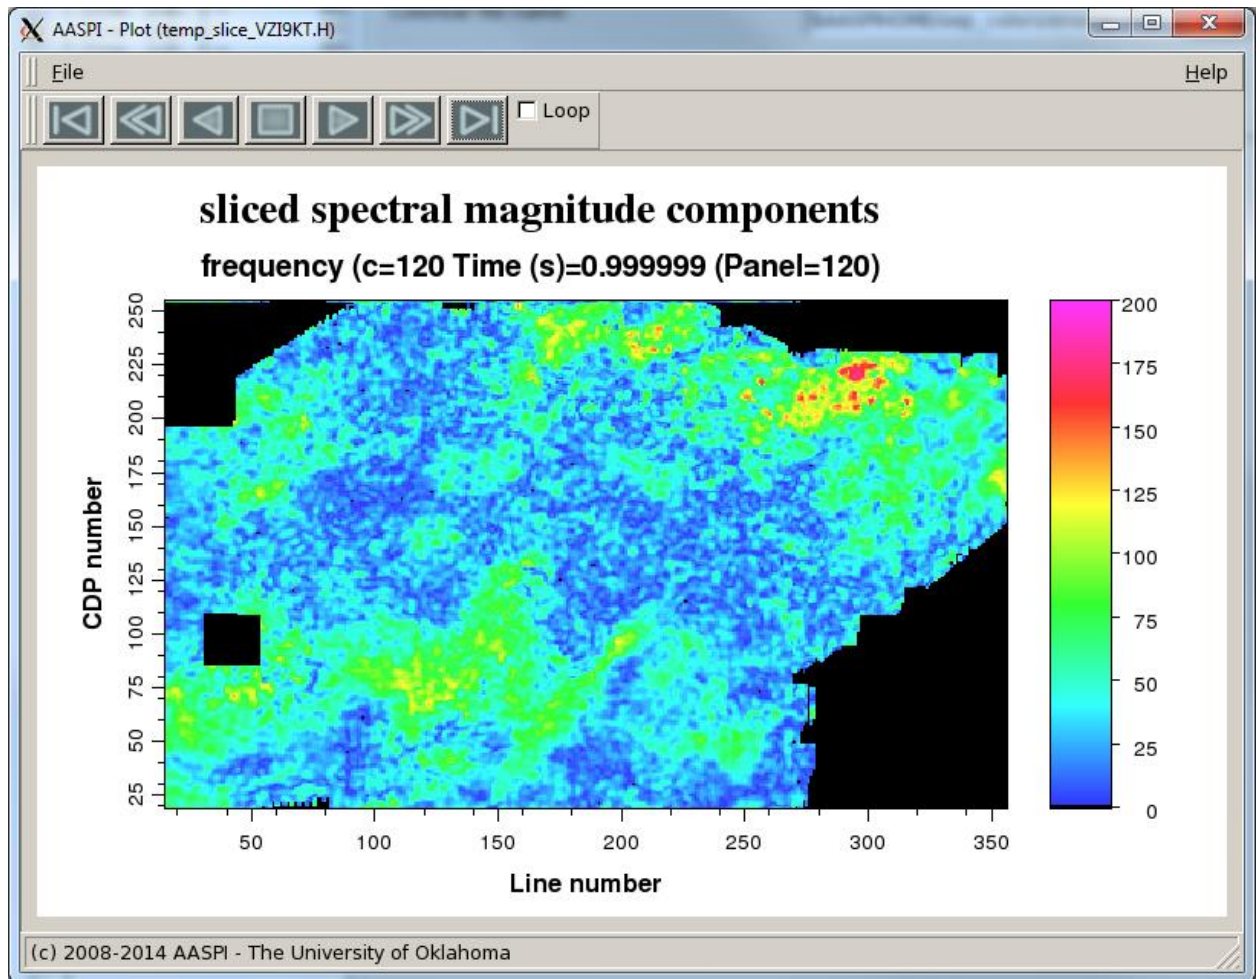 AASPI - Plot (temp_slice_VZI9KT.H)
File Help
Loop
sliced spectral magnitude components
frequency (c=120 Time (s)=0.999999 (Panel=120)
250
225
200
175
150
125
100
75
50
25
CDP number
50 100 150 200 250 300 350
Line number
200
175
150
125
100
75
50
25
0
(c) 2008-2014 AASPI - The University of Oklahoma